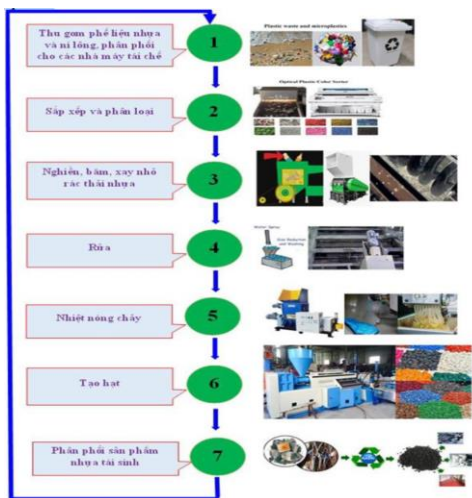 Thu gom phế liệu nhựa
và ni lông, phân phối
cho các nhà máy tái chế
1
Plastic waste and microplastics
Sắp xếp và phân loại
2
Optical Plastic Color Sorter
Nghiền, băm, xay nhỏ
rác thải nhựa
3
Rửa
4
Water Spray
Nhiệt nóng chảy
5
Tạo hạt
6
Phân phối sản phẩm
nhựa tái sinh
7